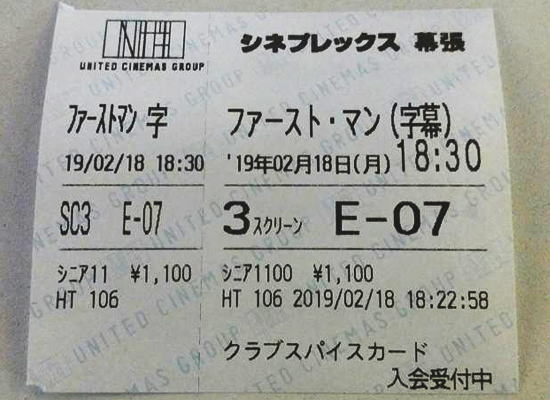 UNITED CINEMAS GROUP
シネプレックス 幕張
ファーストマン 字
19/02/18 18:30
SC3 E-07
シニア11 ¥1,100
HT 106
ファースト・マン(字幕)
'19年02月18日(月) 18:30
3スクリーン E-07
シニア1100 ¥1,100
HT 106 2019/02/18 18:22:58
クラブスパイスカード
入会受付中